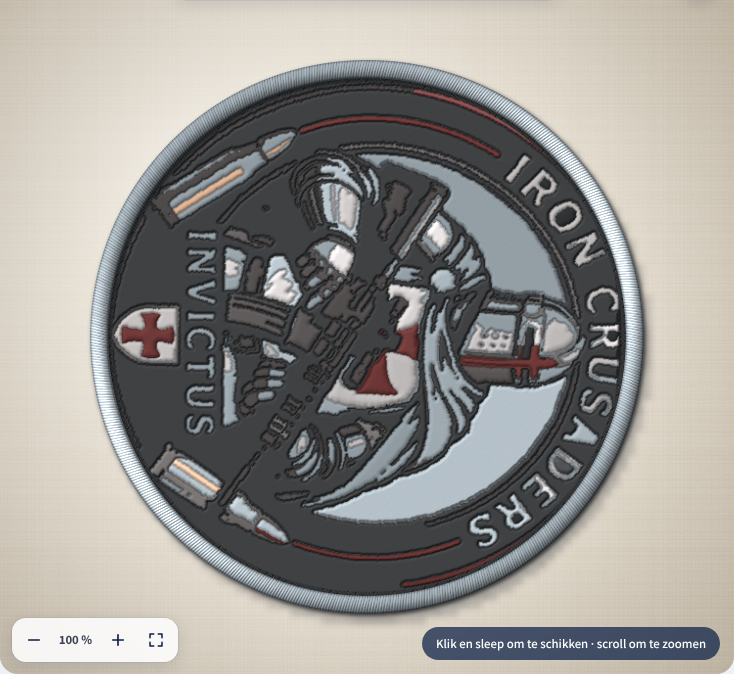 IRON CRUSADERS
INVICTUS
100 %
Klik en sleep om te schikken · scroll om te zoomen